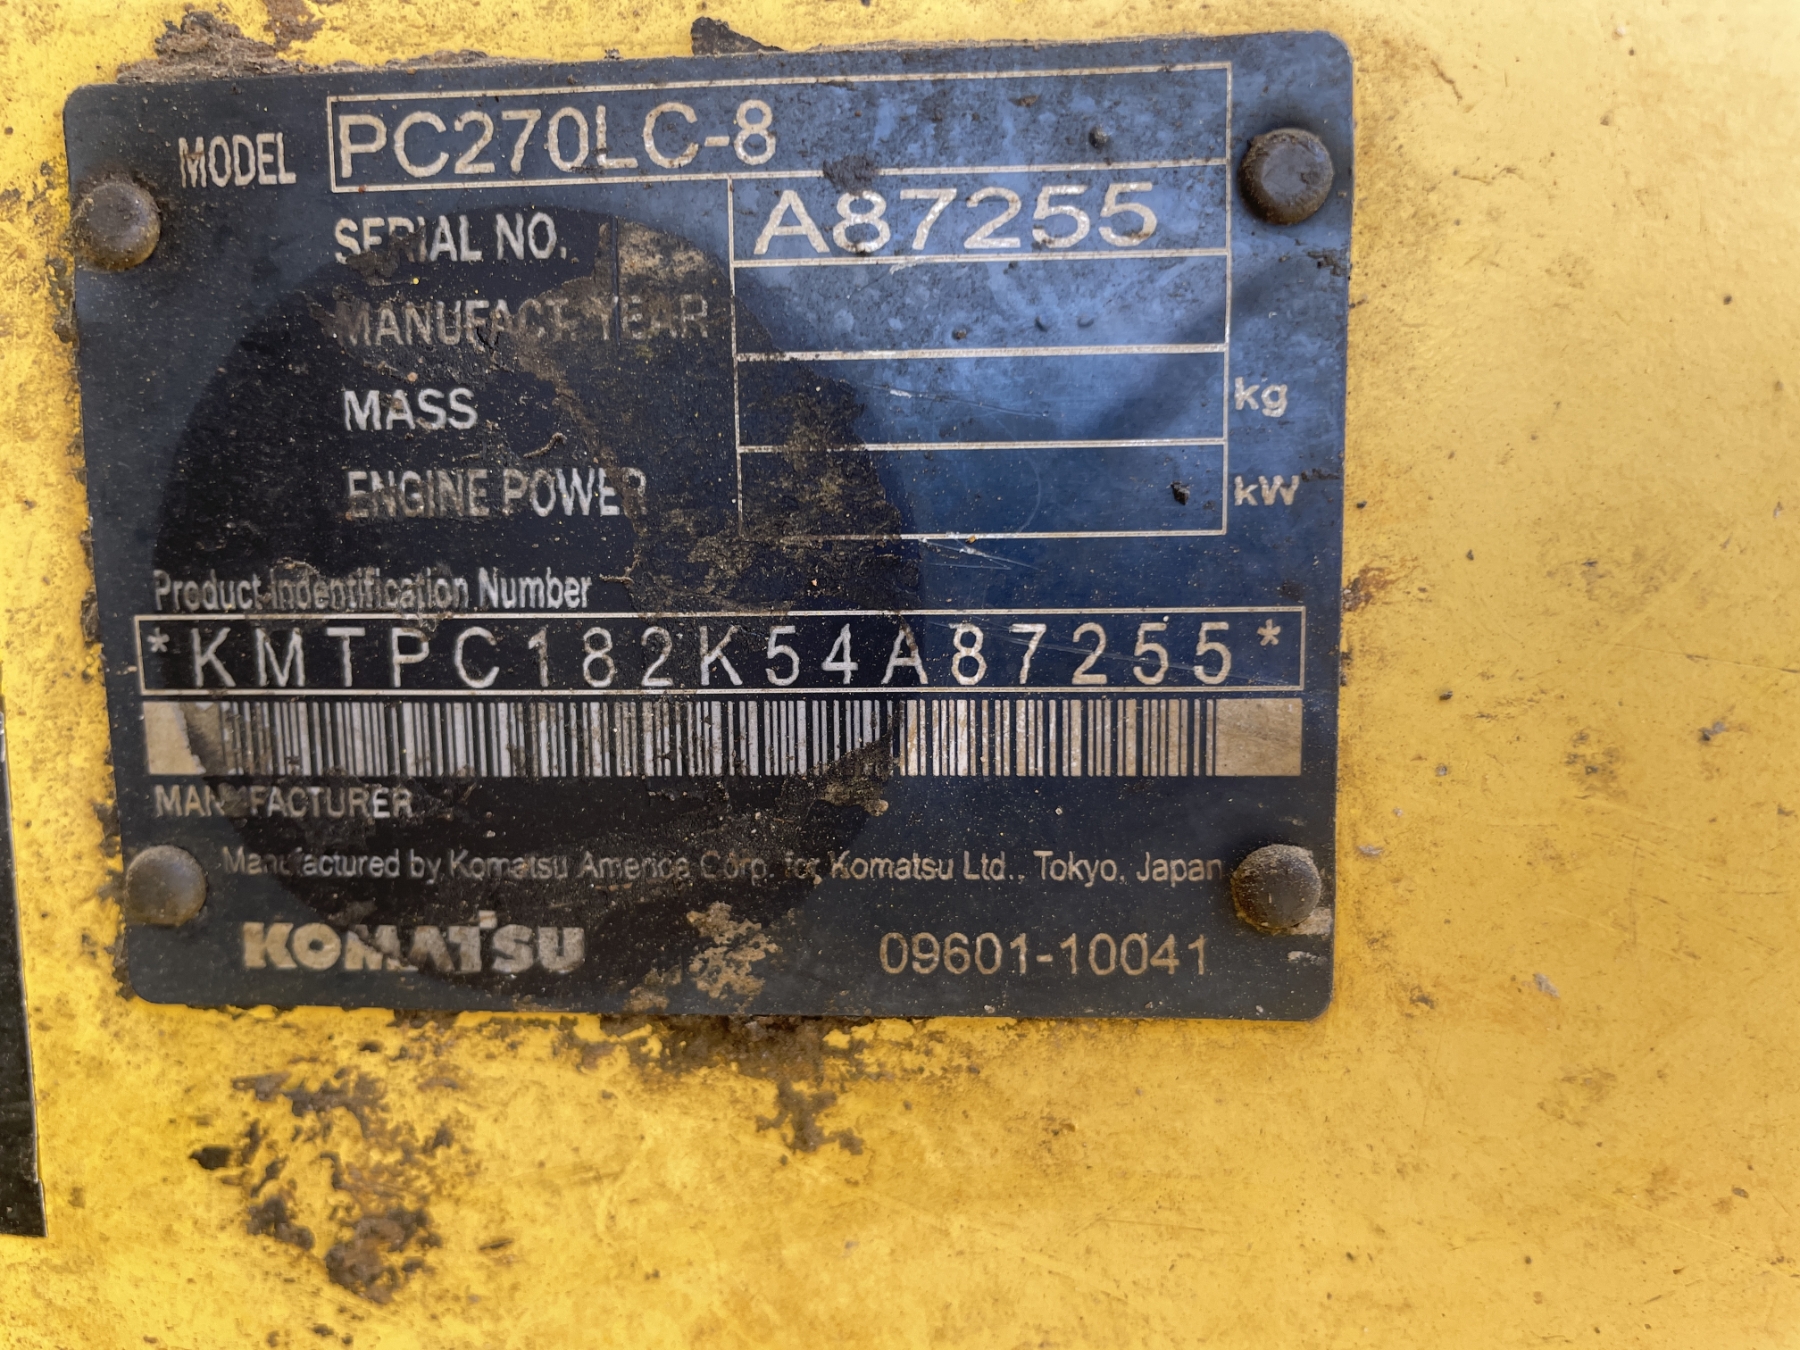 MODEL PC270LC-8
SERIAL NO. A87255
MANUFACT. YEAR
MASS kg
ENGINE POWER kW
Product Indentification Number
*KMTPC182K54A87255*
MANUFACTURER
Manufactured by Komatsu America Corp. for Komatsu Ltd., Tokyo, Japan
KOMATSU 09601-10041